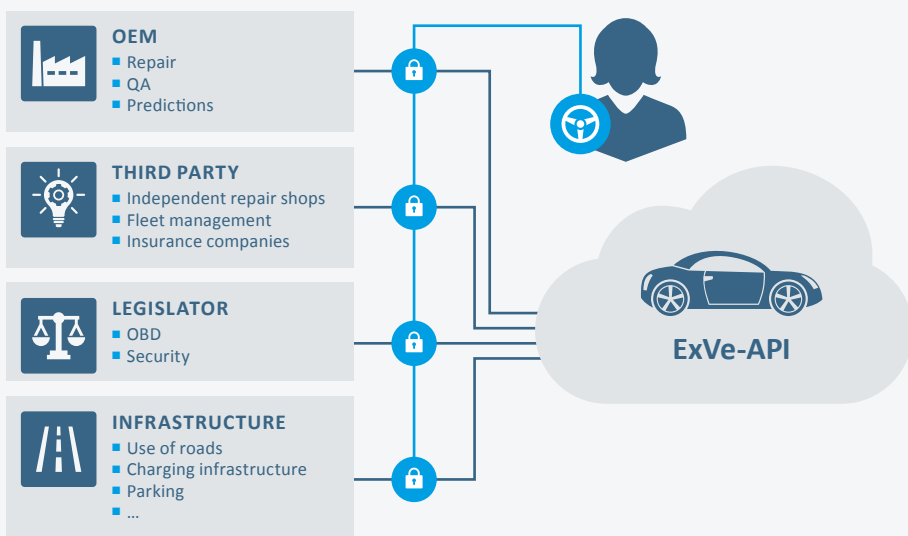 OEM
■ Repair
■ QA
■ Predictions
THIRD PARTY
■ Independent repair shops
■ Fleet management
■ Insurance companies
LEGISLATOR
■ OBD
■ Security
INFRASTRUCTURE
■ Use of roads
■ Charging infrastructure
■ Parking
■ ...
ExVe-API